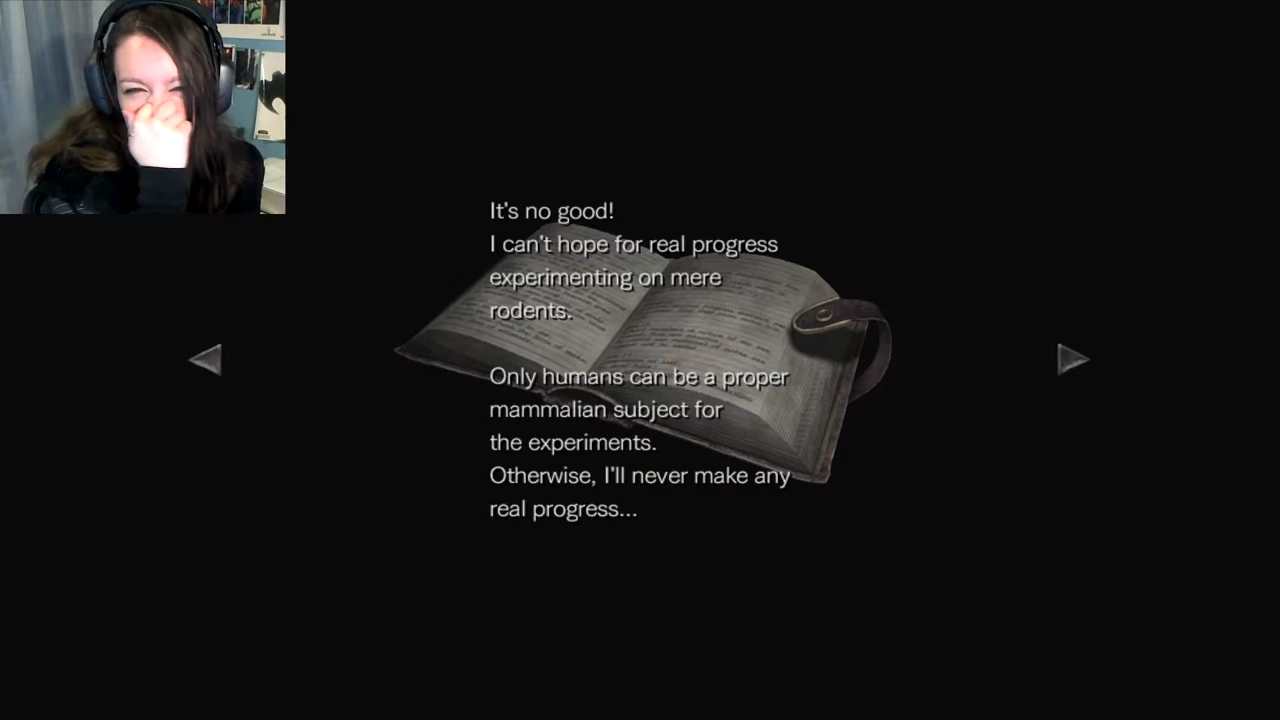 It's no good!
I can't hope for real progress
experimenting on mere
rodents.
Only humans can be a proper
mammalian subject for
the experiments.
Otherwise, I'll never make any
real progress...